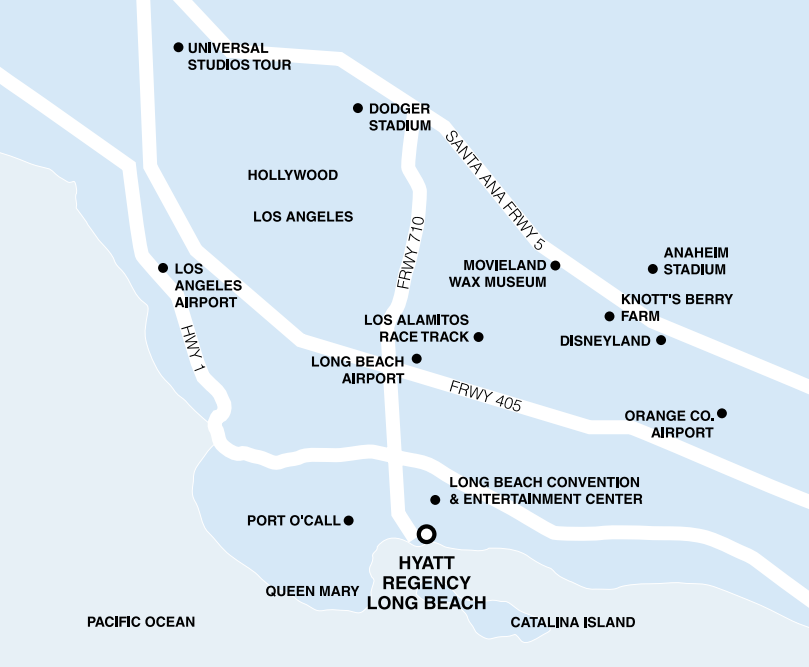 UNIVERSAL
STUDIOS TOUR
DODGER
STADIUM
SANTA ANA FRWY 5
HOLLYWOOD
LOS ANGELES
FRWY 710
ANAHEIM
STADIUM
MOVIELAND
WAX MUSEUM
LOS
ANGELES
AIRPORT
KNOTT'S BERRY
FARM
LOS ALAMITOS
RACE TRACK
DISNEYLAND
HWY 1
LONG BEACH
AIRPORT
FRWY 405
ORANGE CO.
AIRPORT
LONG BEACH CONVENTION
& ENTERTAINMENT CENTER
PORT O'CALL
HYATT
REGENCY
LONG BEACH
QUEEN MARY
PACIFIC OCEAN
CATALINA ISLAND